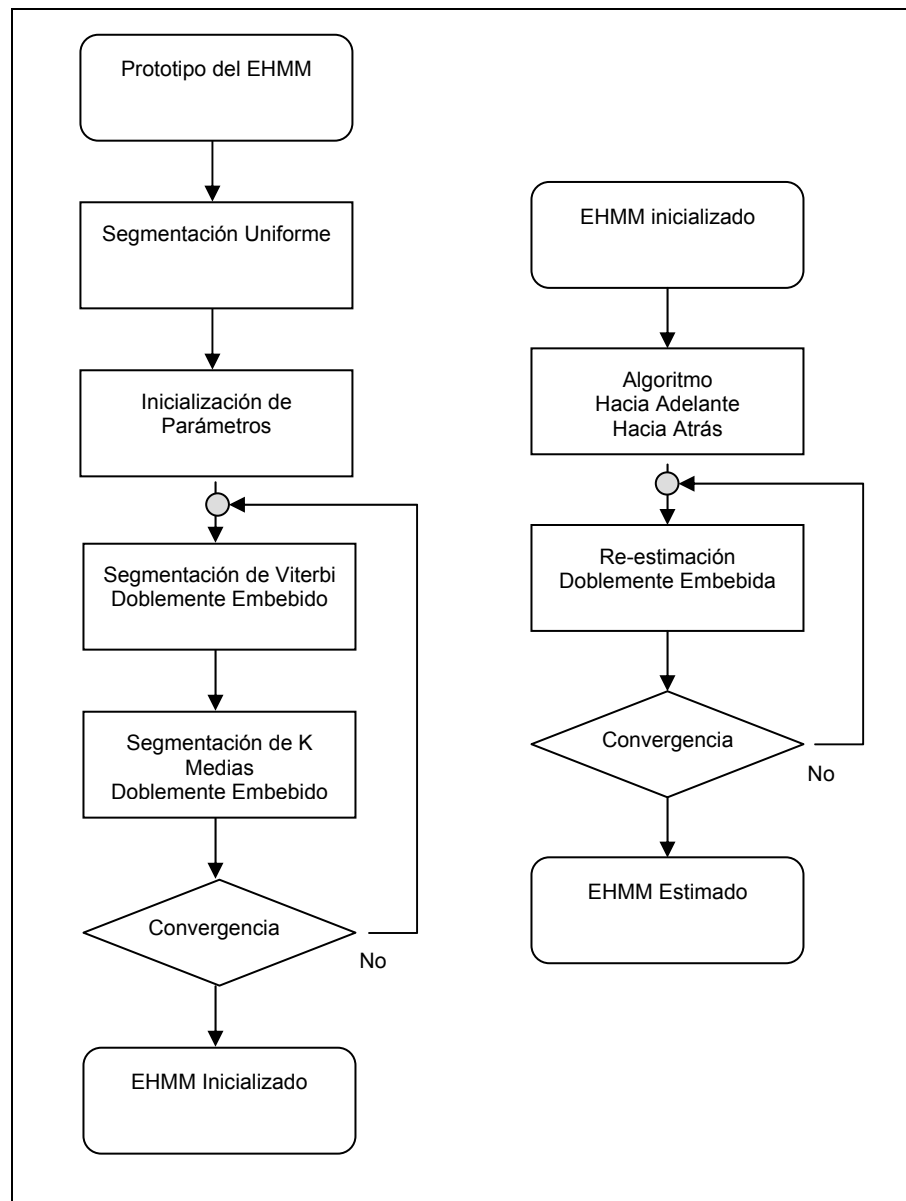 Prototipo del EHMM
Segmentación Uniforme
Inicialización de
Parámetros
Segmentación de Viterbi
Doblemente Embebido
Segmentación de K
Medias
Doblemente Embebido
Convergencia
No
EHMM Inicializado
EHMM inicializado
Algoritmo
Hacia Adelante
Hacia Atrás
Re-estimación
Doblemente Embebida
Convergencia
No
EHMM Estimado